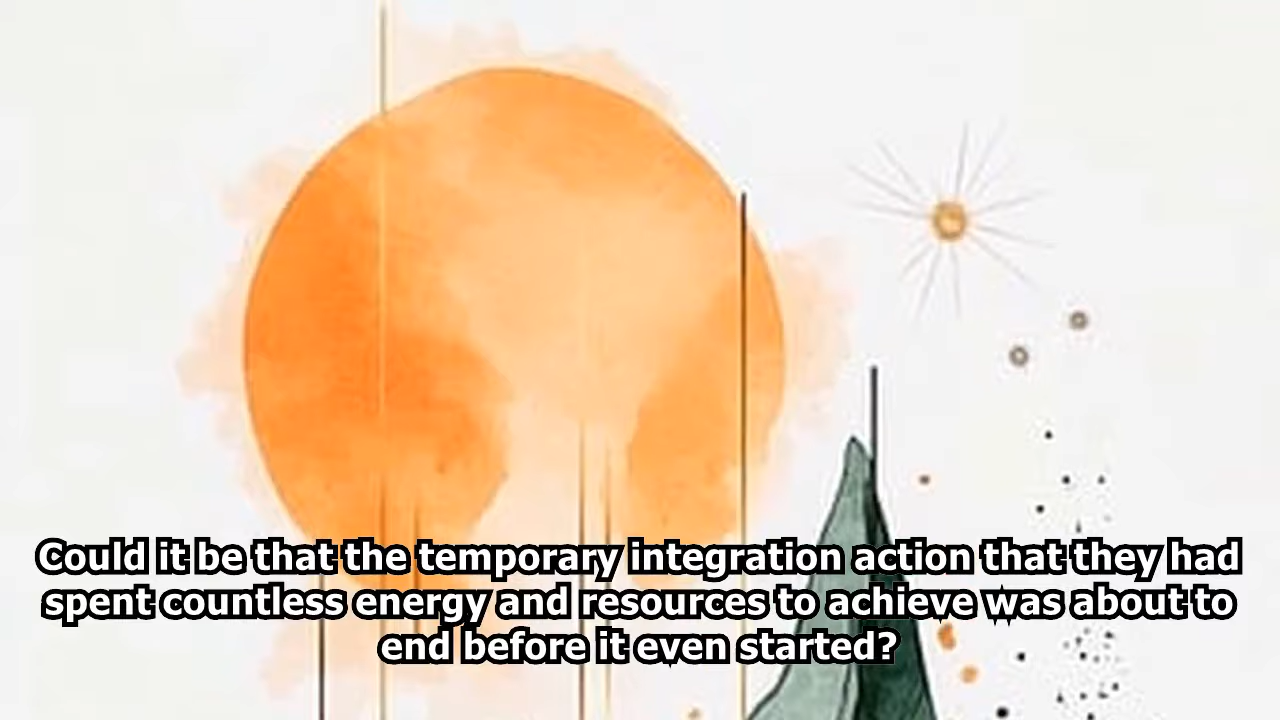 Could it be that the temporary integration action that they had
spent countless energy and resources to achieve was about to
end before it even started?